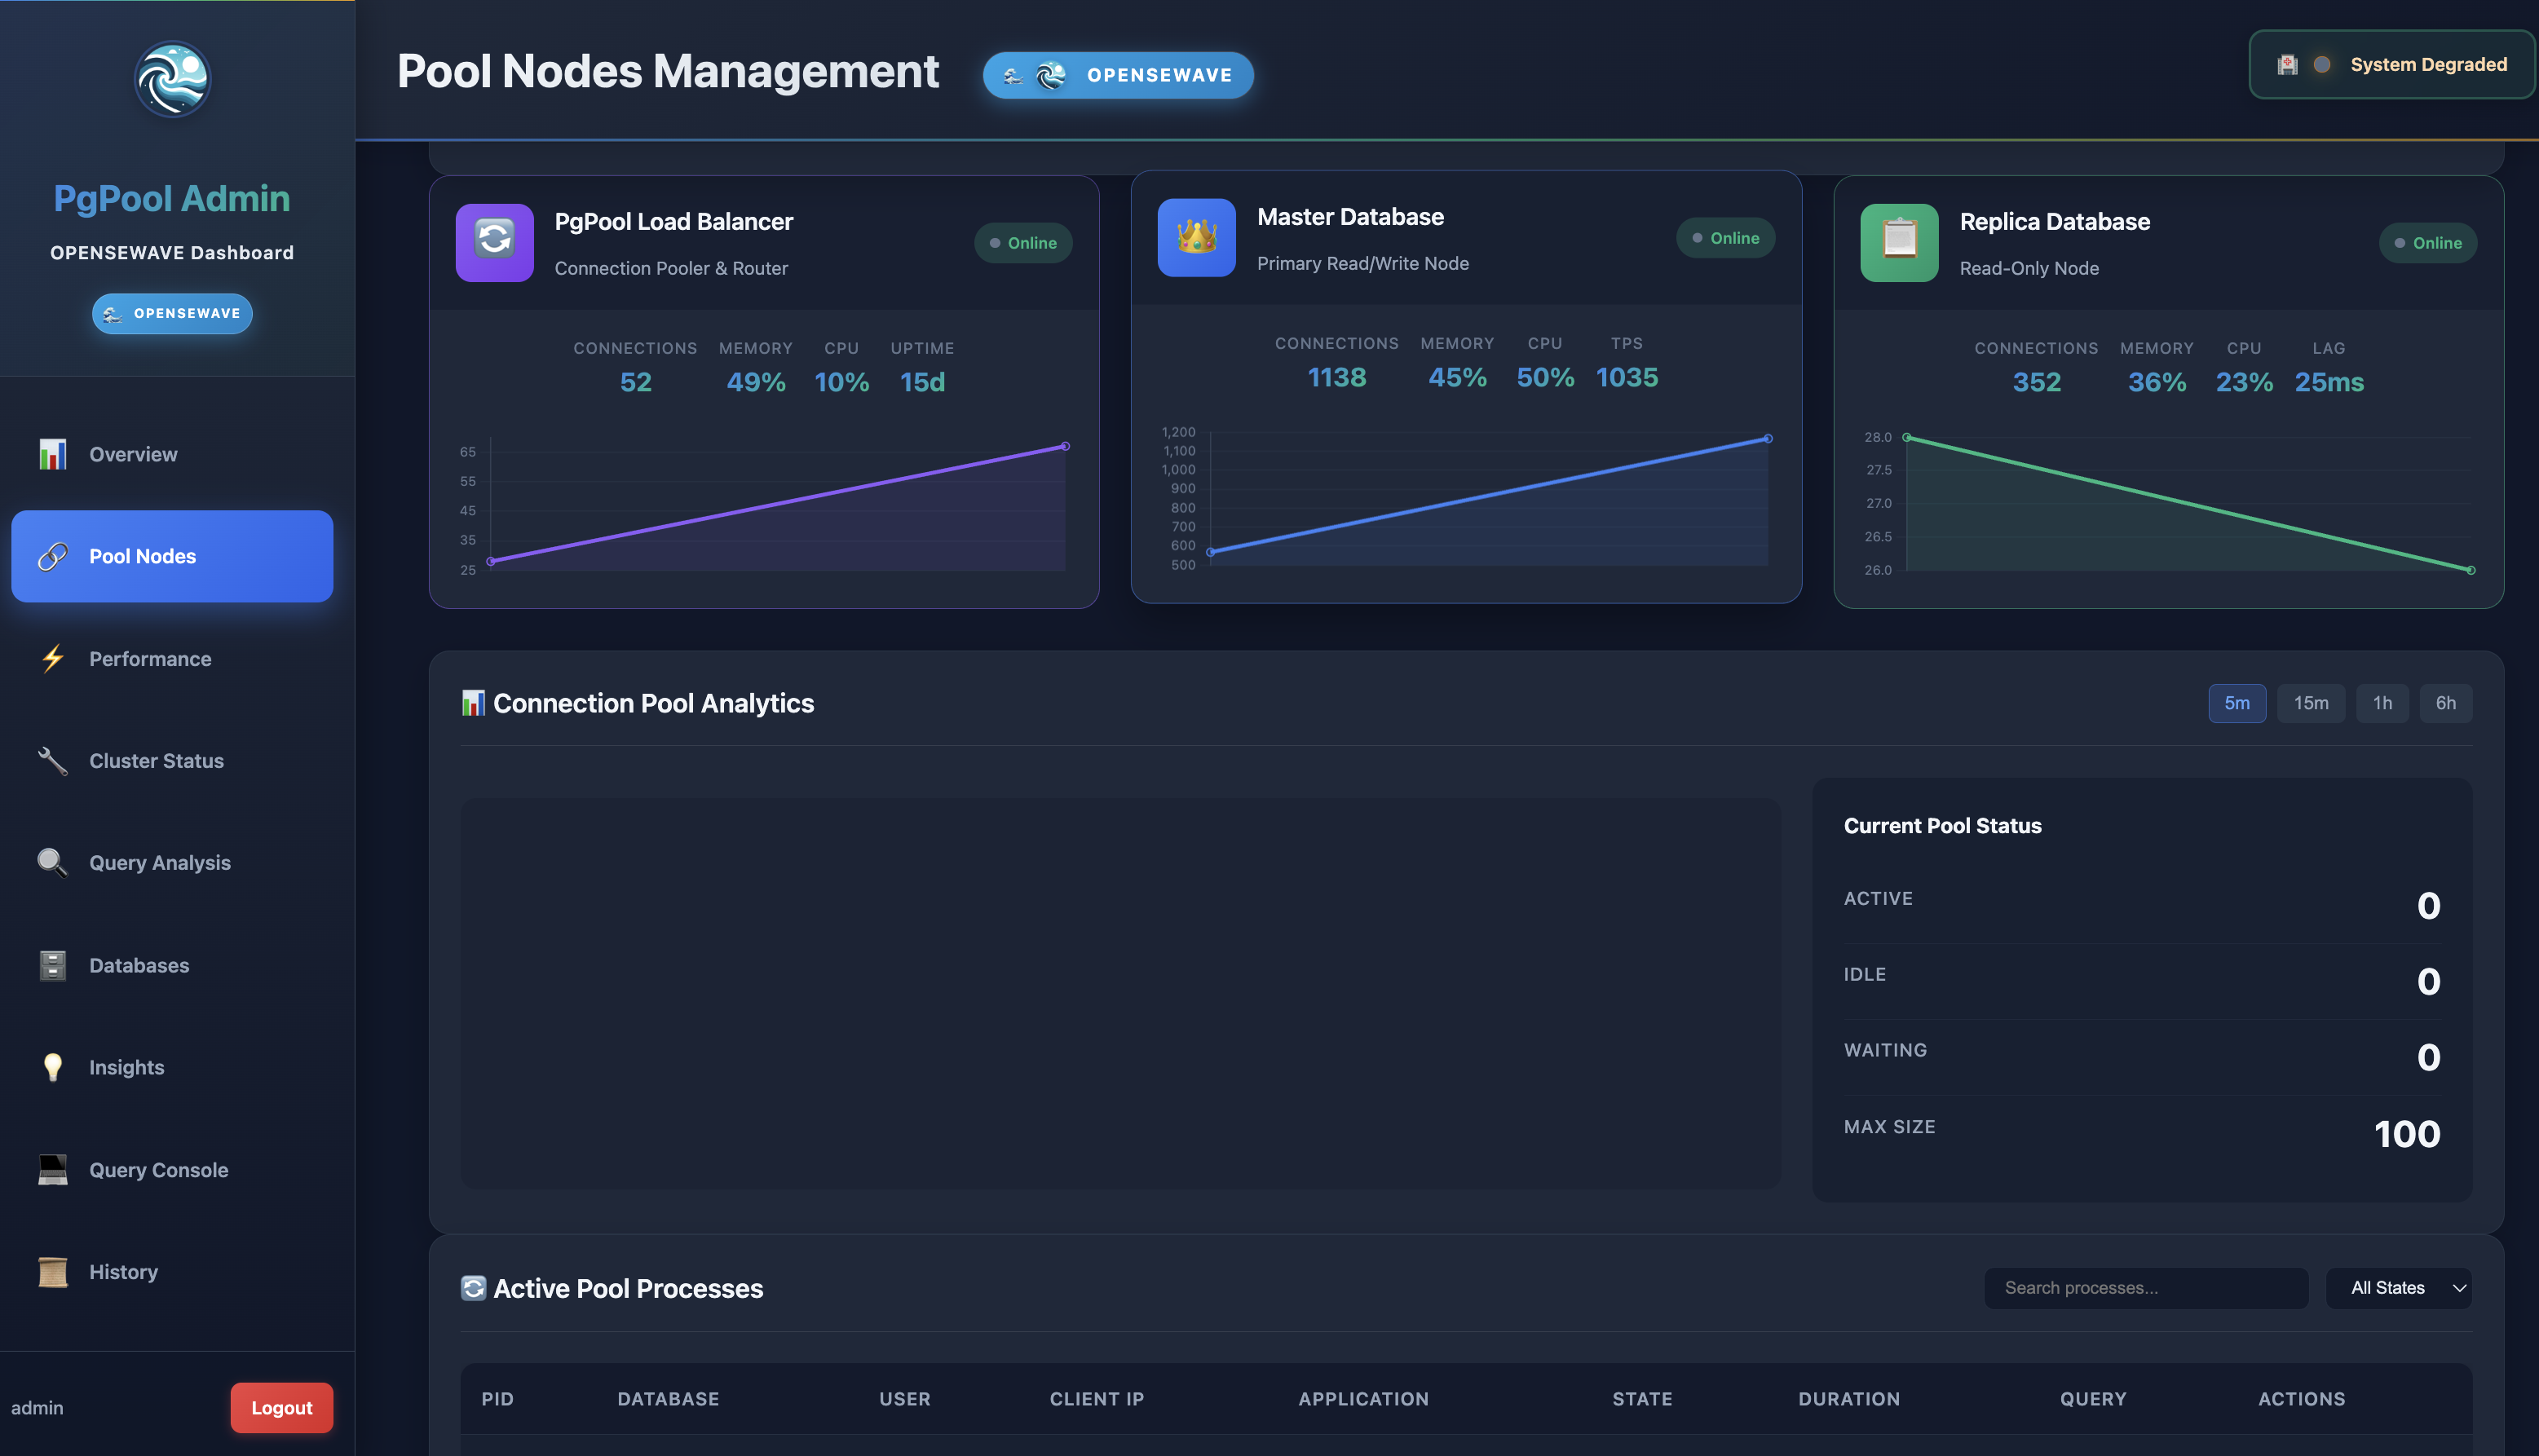 PgPool Admin
OPENSEWAVE Dashboard
OPENSEWAVE
Overview
Pool Nodes
Performance
Cluster Status
Query Analysis
Databases
Insights
Query Console
History
admin
Logout
Pool Nodes Management
OPENSEWAVE
System Degraded
PgPool Load Balancer
Connection Pooler & Router
Online
CONNECTIONS MEMORY CPU UPTIME
52 49% 10% 15d
65
55
45
35
25
Master Database
Primary Read/Write Node
Online
CONNECTIONS MEMORY CPU TPS
1138 45% 50% 1035
1,200
1,100
1,000
900
800
700
600
500
Replica Database
Read-Only Node
Online
CONNECTIONS MEMORY CPU LAG
352 36% 23% 25ms
28.0
27.5
27.0
26.5
26.0
Connection Pool Analytics
5m 15m 1h 6h
Current Pool Status
ACTIVE 0
IDLE 0
WAITING 0
MAX SIZE 100
Active Pool Processes
Search processes...
All States
PID DATABASE USER CLIENT IP APPLICATION STATE DURATION QUERY ACTIONS